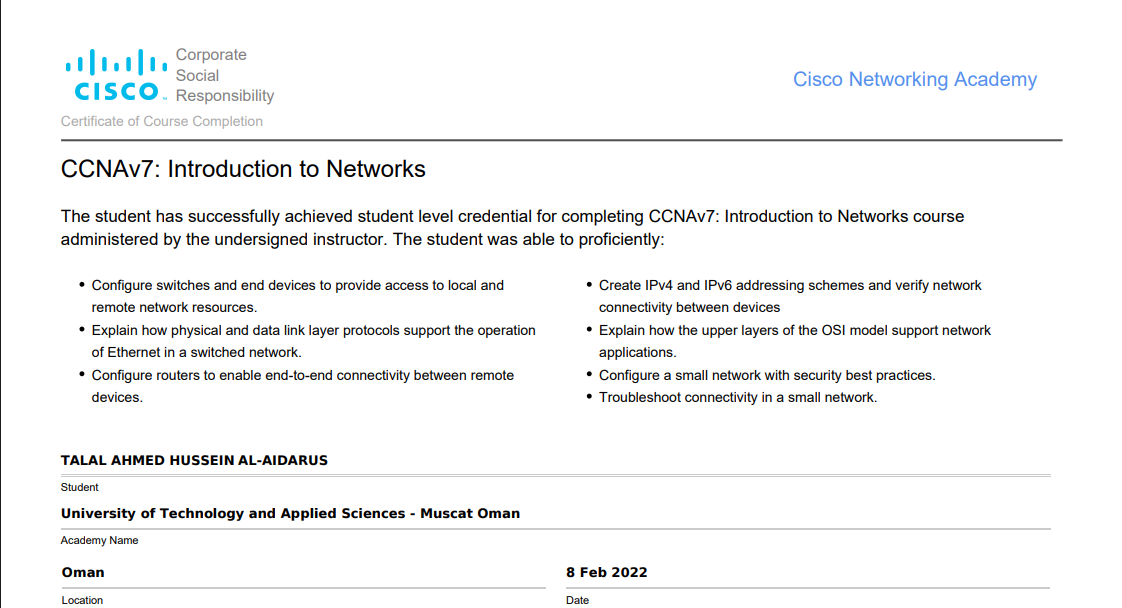 Corporate
Social
Responsibility
CISCO™
Cisco Networking Academy
Certificate of Course Completion
CCNAv7: Introduction to Networks
The student has successfully achieved student level credential for completing CCNAv7: Introduction to Networks course
administered by the undersigned instructor. The student was able to proficiently:
• Configure switches and end devices to provide access to local and
remote network resources.
• Explain how physical and data link layer protocols support the operation
of Ethernet in a switched network.
• Configure routers to enable end-to-end connectivity between remote
devices.
• Create IPv4 and IPv6 addressing schemes and verify network
connectivity between devices
• Explain how the upper layers of the OSI model support network
applications.
• Configure a small network with security best practices.
• Troubleshoot connectivity in a small network.
TALAL AHMED HUSSEIN AL-AIDARUS
Student
University of Technology and Applied Sciences - Muscat Oman
Academy Name
Oman
Location
8 Feb 2022
Date